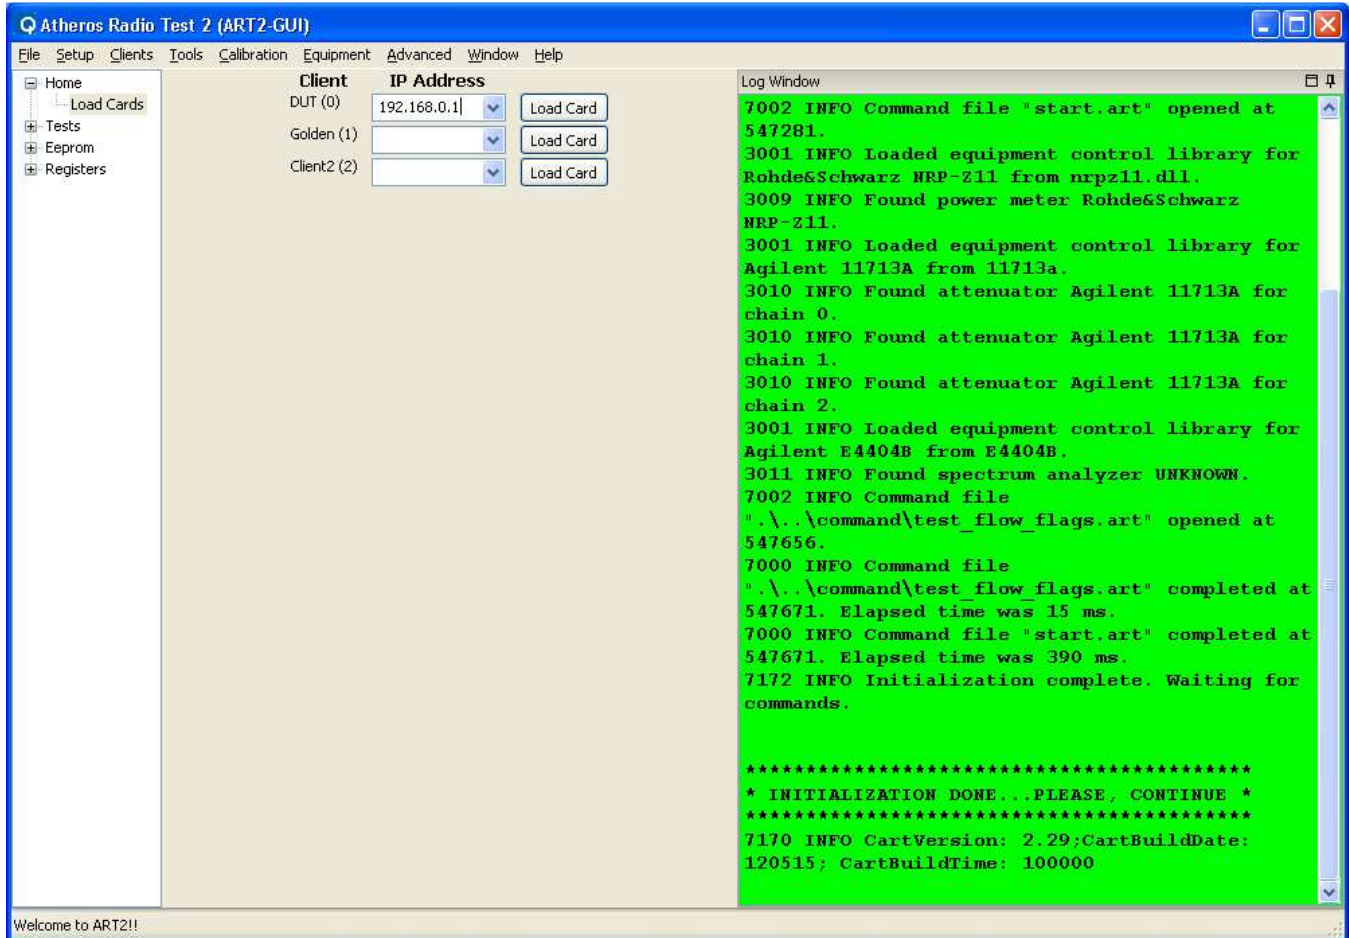 Atheros Radio Test 2 (ART2-GUI)
File Setup Clients Tools Calibration Equipment Advanced Window Help
Home
Load Cards
Tests
Eeprom
Registers
Client IP Address
DUT (0) 192.168.0.1 Load Card
Golden (1) Load Card
Client2 (2) Load Card
Log Window
7002 INFO Command file "start.art" opened at
547281.
3001 INFO Loaded equipment control library for
Rohde&Schwarz NRP-Z11 from nrpz11.dll.
3009 INFO Found power meter Rohde&Schwarz
NRP-Z11.
3001 INFO Loaded equipment control library for
Agilent 11713A from 11713a.
3010 INFO Found attenuator Agilent 11713A for
chain 0.
3010 INFO Found attenuator Agilent 11713A for
chain 1.
3010 INFO Found attenuator Agilent 11713A for
chain 2.
3001 INFO Loaded equipment control library for
Agilent E4404B from E4404B.
3011 INFO Found spectrum analyzer UNKNOWN.
7002 INFO Command file
".\..\command\test_flow_flags.art" opened at
547656.
7000 INFO Command file
".\..\command\test_flow_flags.art" completed at
547671. Elapsed time was 15 ms.
7000 INFO Command file "start.art" completed at
547671. Elapsed time was 390 ms.
7172 INFO Initialization complete. Waiting for
commands.
******************************************
* INITIALIZATION DONE...PLEASE, CONTINUE *
******************************************
7170 INFO CartVersion: 2.29;CartBuildDate:
120515; CartBuildTime: 100000
Welcome to ART2!!